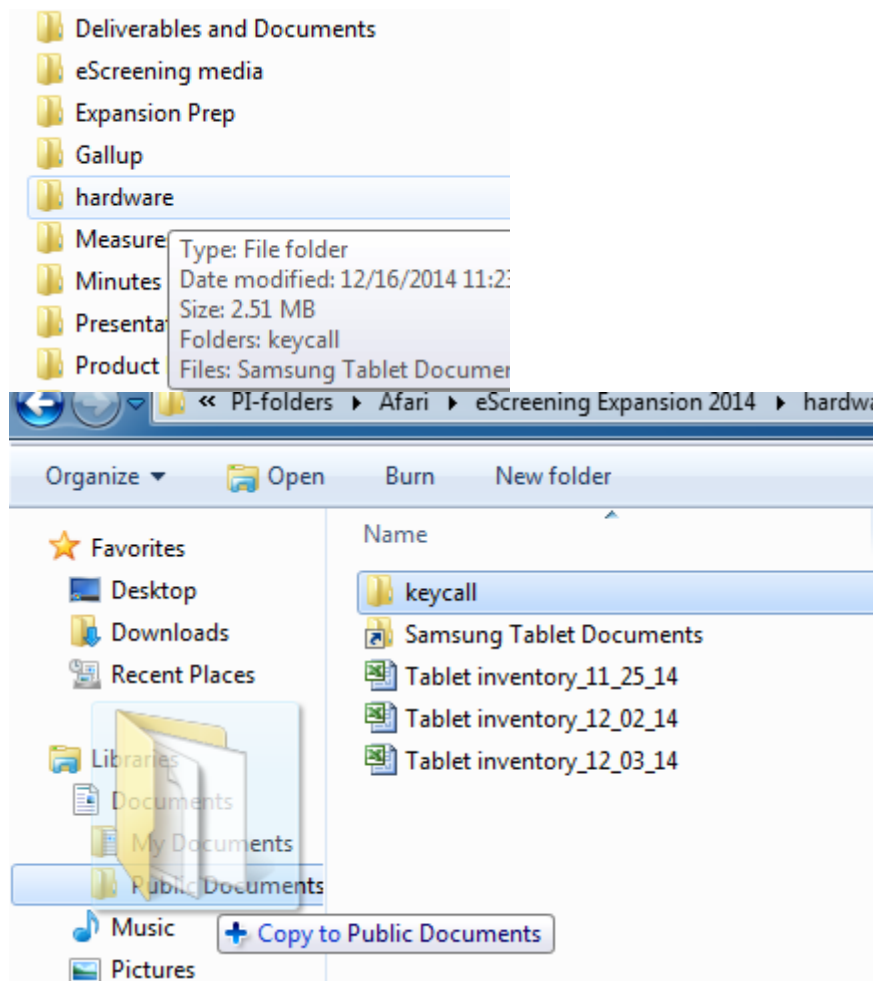 Deliverables and Documents
eScreening media
Expansion Prep
Gallup
hardware
Measure
Minutes
Type: File folder
Date modified: 12/16/2014 11:23
Size: 2.51 MB
Folders: keycall
Files: Samsung Tablet Documen
Presenta
Product
« PI-folders ▸ Afari ▸ eScreening Expansion 2014 ▸ hardwa
Organize Open Burn New folder
Name
Favorites
Desktop
Downloads
Recent Places
Libraries
Documents
My Documents
Public Documents
Music
Pictures
keycall
Samsung Tablet Documents
Tablet inventory_11_25_14
Tablet inventory_12_02_14
Tablet inventory_12_03_14
Copy to Public Documents